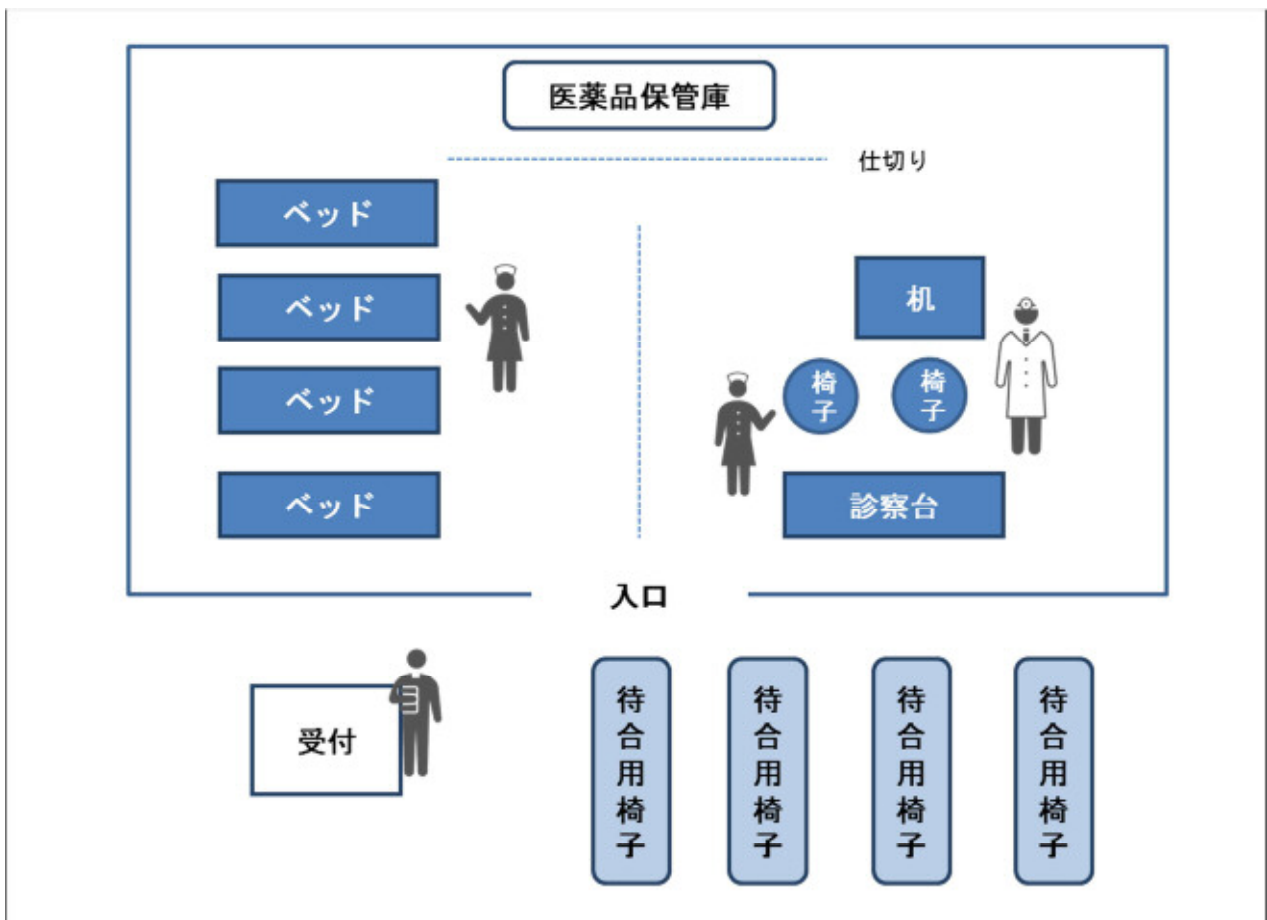 医薬品保管庫
仕切り
ベッド
ベッド
机
ベッド
椅子
椅子
ベッド
診察台
入口
受付
待合用椅子
待合用椅子
待合用椅子
待合用椅子